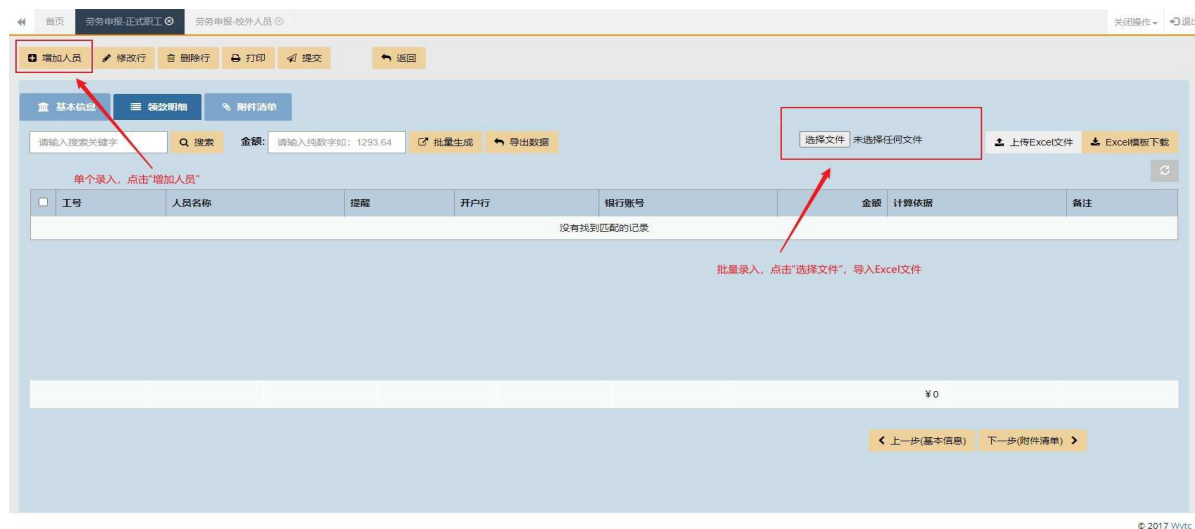 首页 劳务申报-正式职工 劳务申报-校外人员 关闭操作 退出
增加人员 修改行 删除行 打印 提交 返回
基本信息 领款明细 附件清单
请输入搜索关键字 搜索 金额: 请输入纯数字如: 1293.64 批量生成 导出数据 选择文件 未选择任何文件 上传Excel文件 Excel模板下载
单个录入，点击“增加人员”
工号 人员名称 提醒 开户行 银行账号 金额 计算依据 备注
没有找到匹配的记录
批量录入，点击“选择文件”，导入Excel文件
¥0
上一步(基本信息) 下一步(附件清单)
© 2017 Wvtc